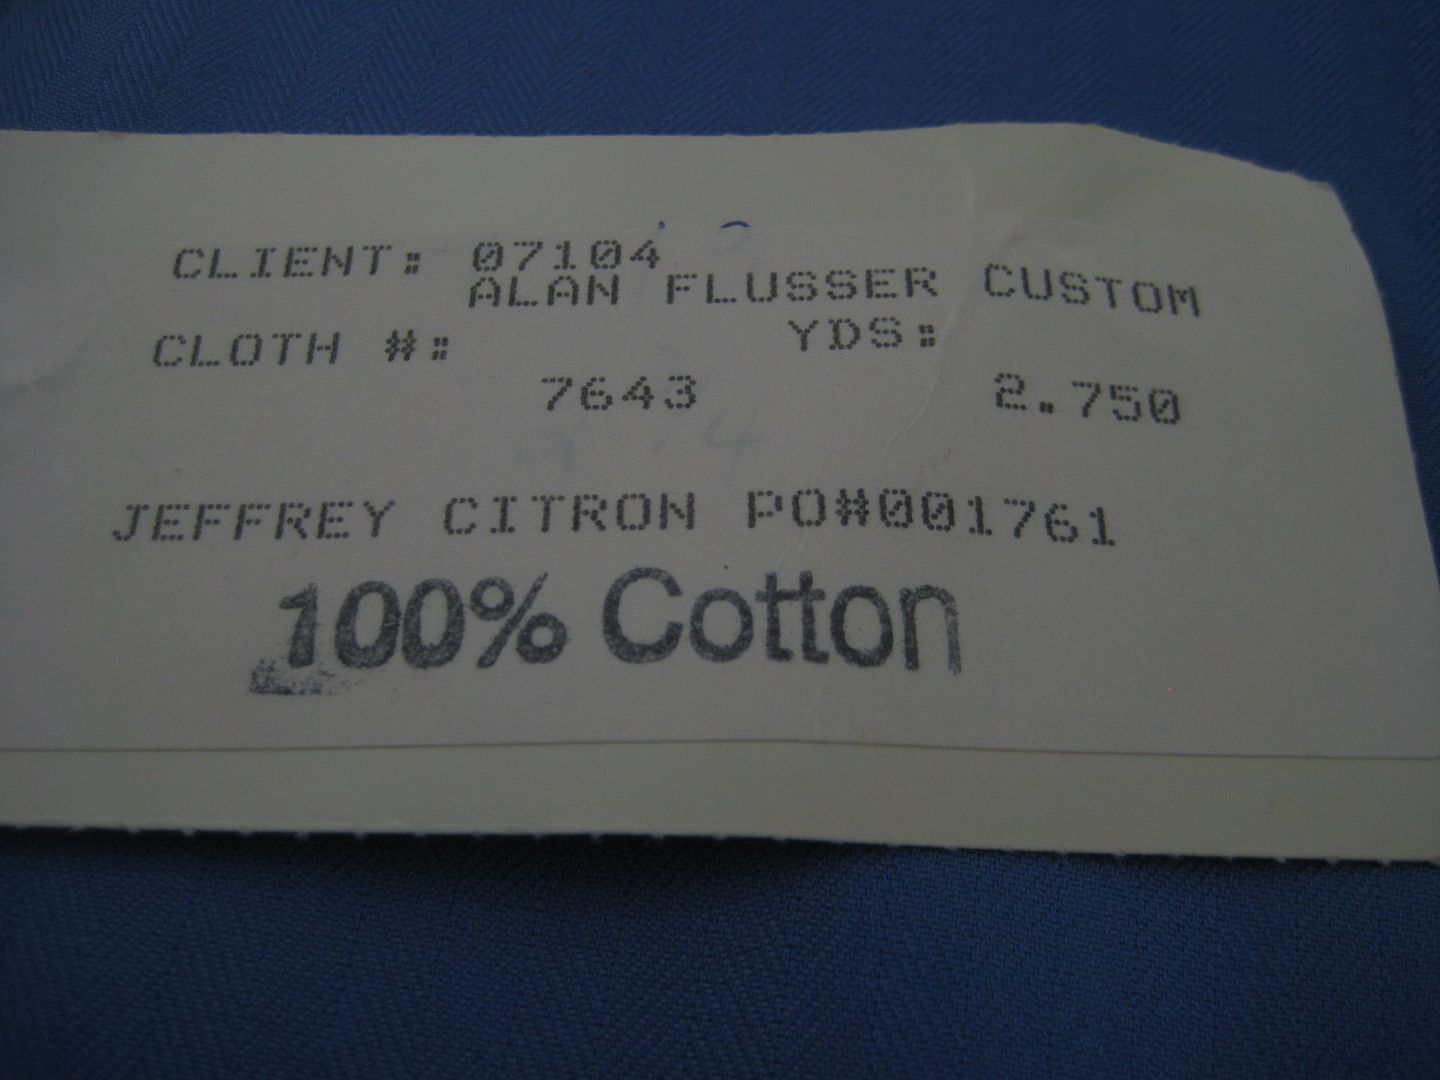 CLIENT: 07104
ALAN FLUSSER CUSTOM
CLOTH #: YDS:
7643 2.750
JEFFREY CITRON PO#001761
100% Cotton